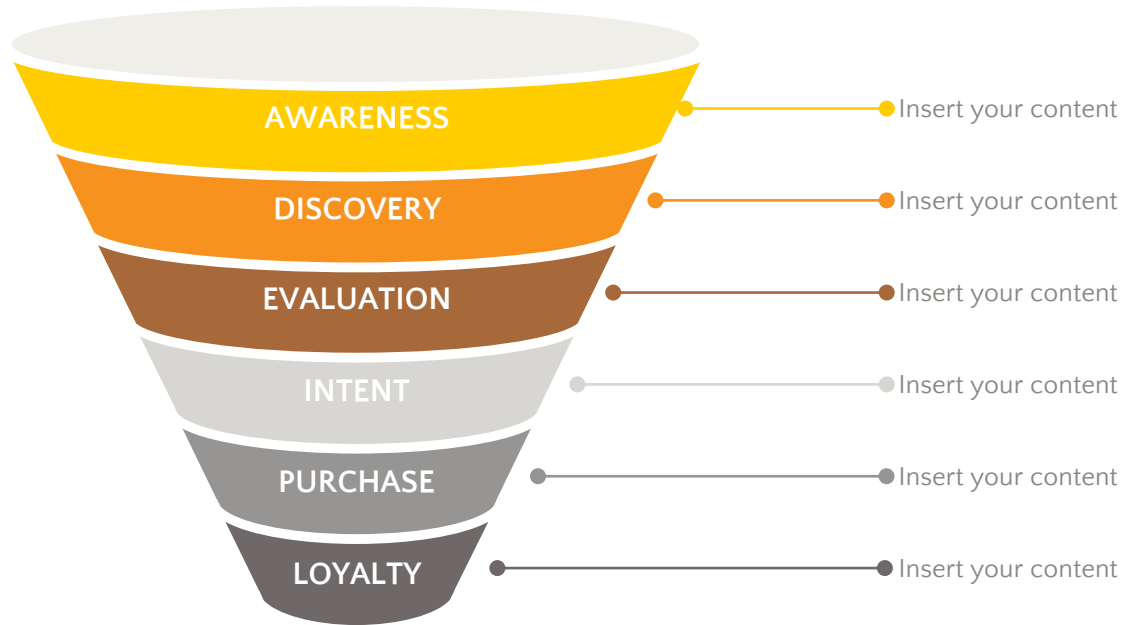 AWARENESS
Insert your content
DISCOVERY
Insert your content
EVALUATION
Insert your content
INTENT
Insert your content
PURCHASE
Insert your content
LOYALTY
Insert your content